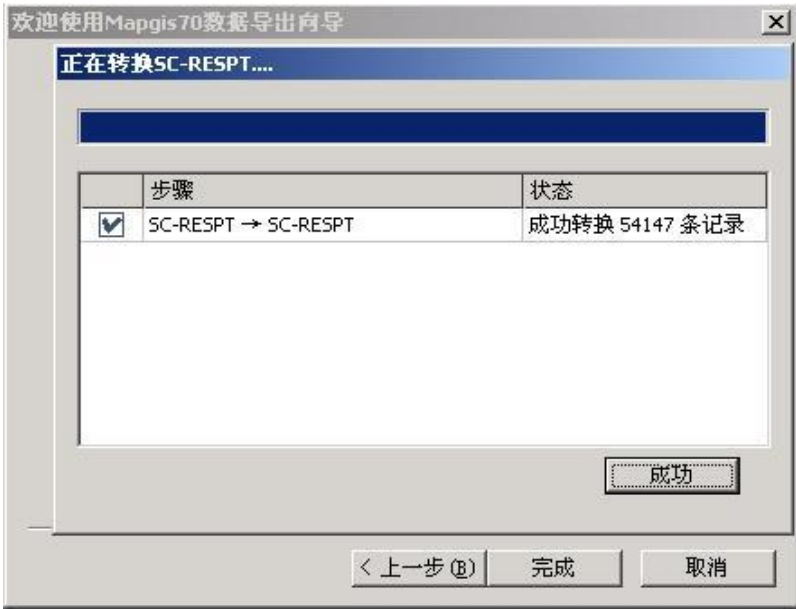 欢迎使用Mapgis70数据导出向导
正在转换SC-RESPT....
步骤 状态
SC-RESPT → SC-RESPT 成功转换 54147 条记录
成功
< 上一步(B) 完成 取消